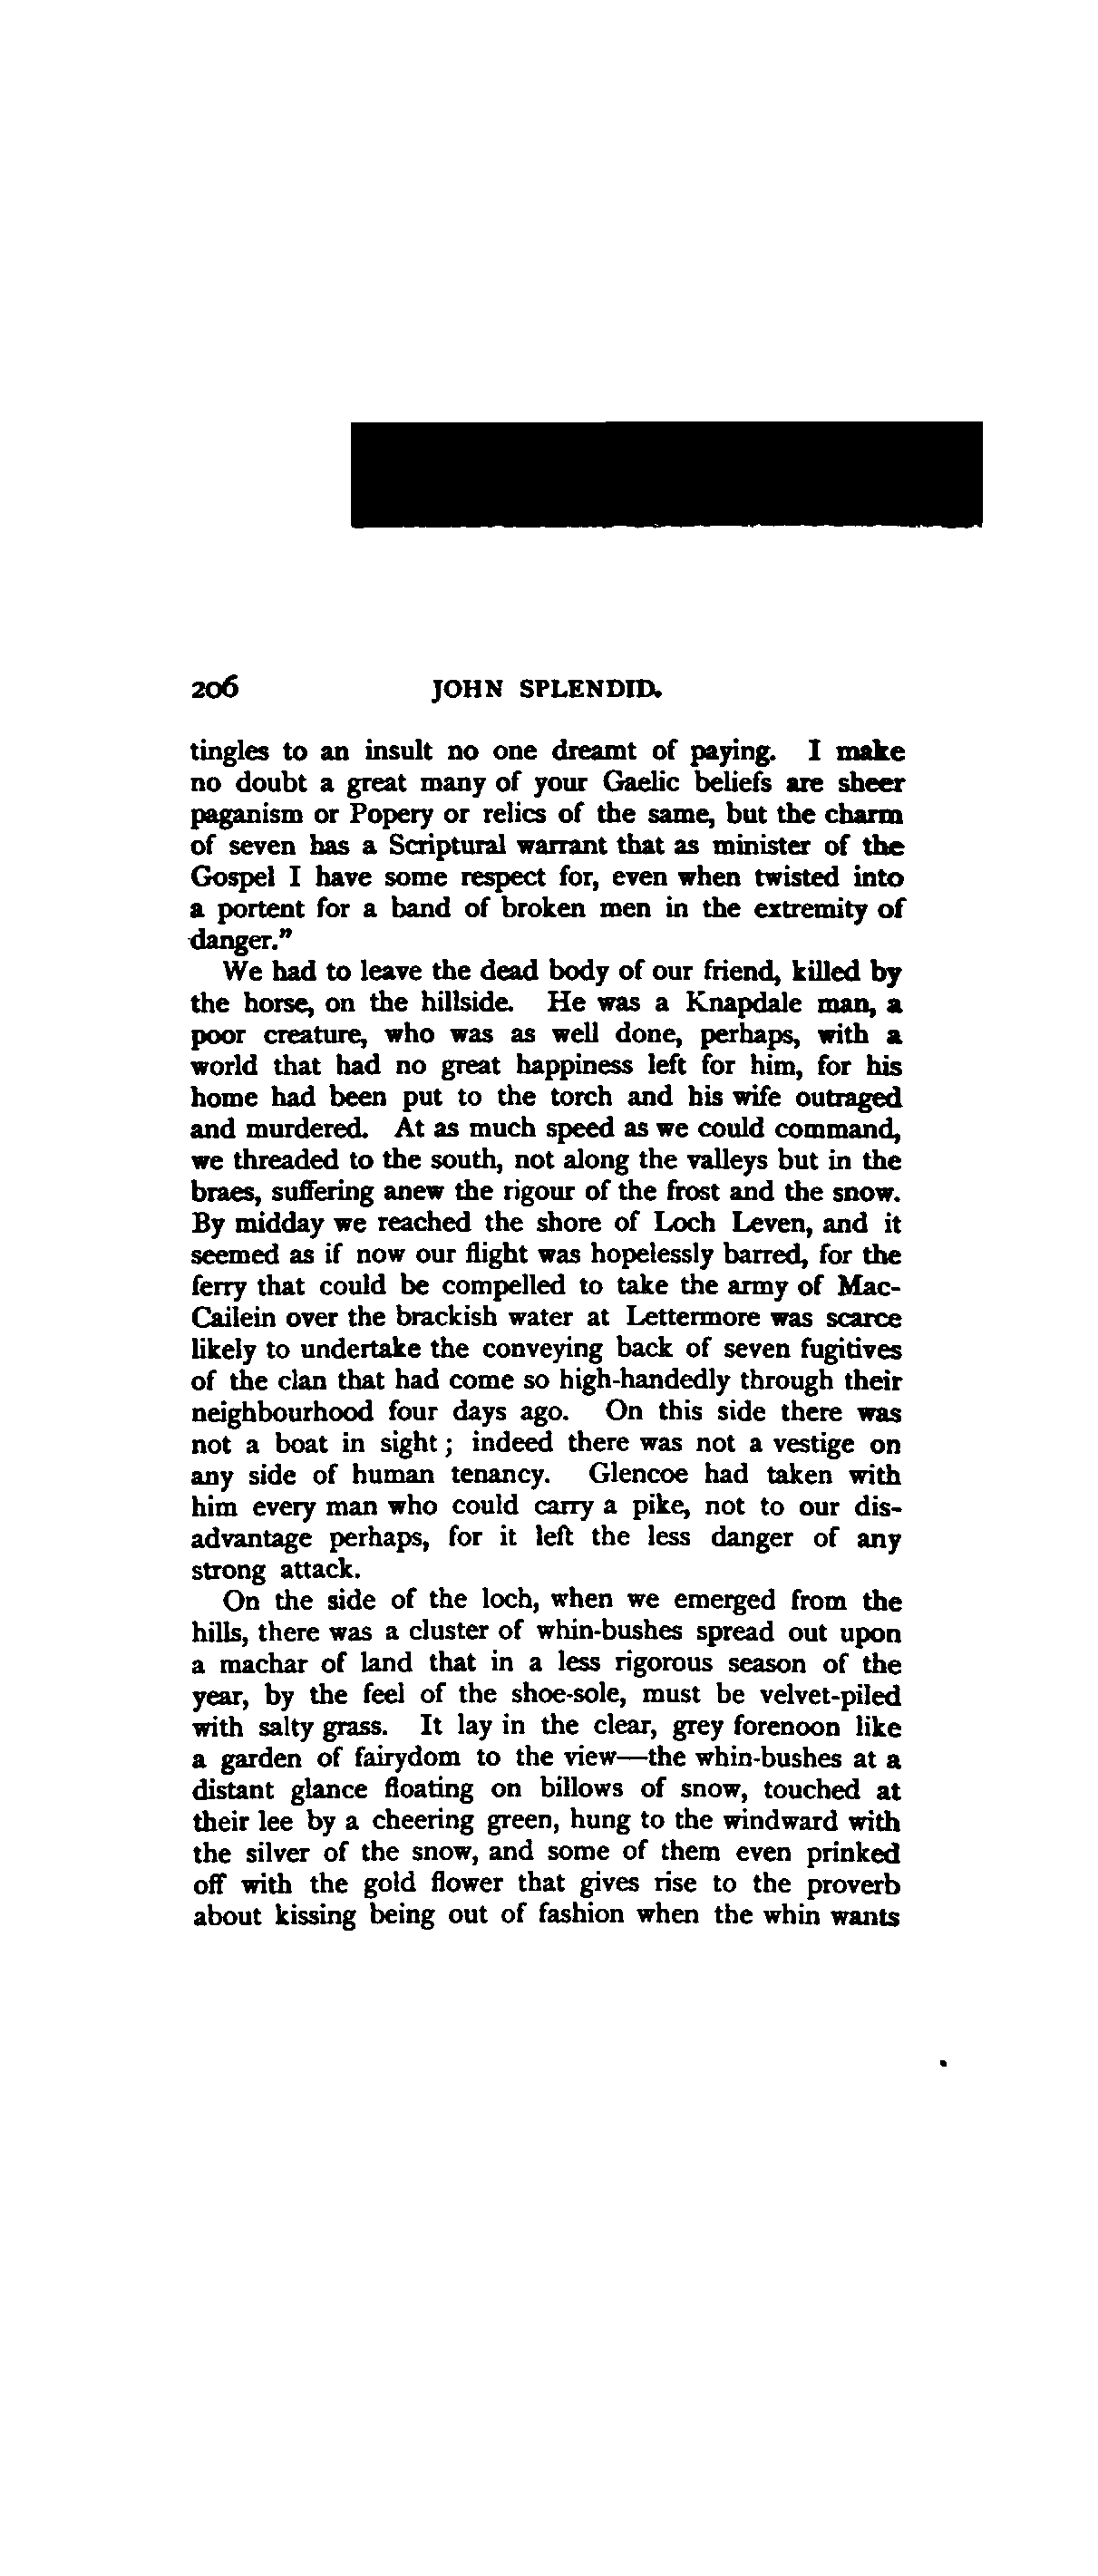 206 JOHN SPLENDID.
tingles to an insult no one dreamt of paying. I make
no doubt a great many of your Gaelic beliefs are sheer
paganism or Popery or relics of the same, but the charm
of seven has a Scriptural warrant that as minister of the
Gospel I have some respect for, even when twisted into
a portent for a band of broken men in the extremity of
danger."
We had to leave the dead body of our friend, killed by
the horse, on the hillside. He was a Knapdale man, a
poor creature, who was as well done, perhaps, with a
world that had no great happiness left for him, for his
home had been put to the torch and his wife outraged
and murdered. At as much speed as we could command,
we threaded to the south, not along the valleys but in the
braes, suffering anew the rigour of the frost and the snow.
By midday we reached the shore of Loch Leven, and it
seemed as if now our flight was hopelessly barred, for the
ferry that could be compelled to take the army of Mac-
Cailein over the brackish water at Lettermore was scarce
likely to undertake the conveying back of seven fugitives
of the clan that had come so high-handedly through their
neighbourhood four days ago. On this side there was
not a boat in sight; indeed there was not a vestige on
any side of human tenancy. Glencoe had taken with
him every man who could carry a pike, not to our dis-
advantage perhaps, for it left the less danger of any
strong attack.
On the side of the loch, when we emerged from the
hills, there was a cluster of whin-bushes spread out upon
a machar of land that in a less rigorous season of the
year, by the feel of the shoe-sole, must be velvet-piled
with salty grass. It lay in the clear, grey forenoon like
a garden of fairydom to the view—the whin-bushes at a
distant glance floating on billows of snow, touched at
their lee by a cheering green, hung to the windward with
the silver of the snow, and some of them even prinked
off with the gold flower that gives rise to the proverb
about kissing being out of fashion when the whin wants